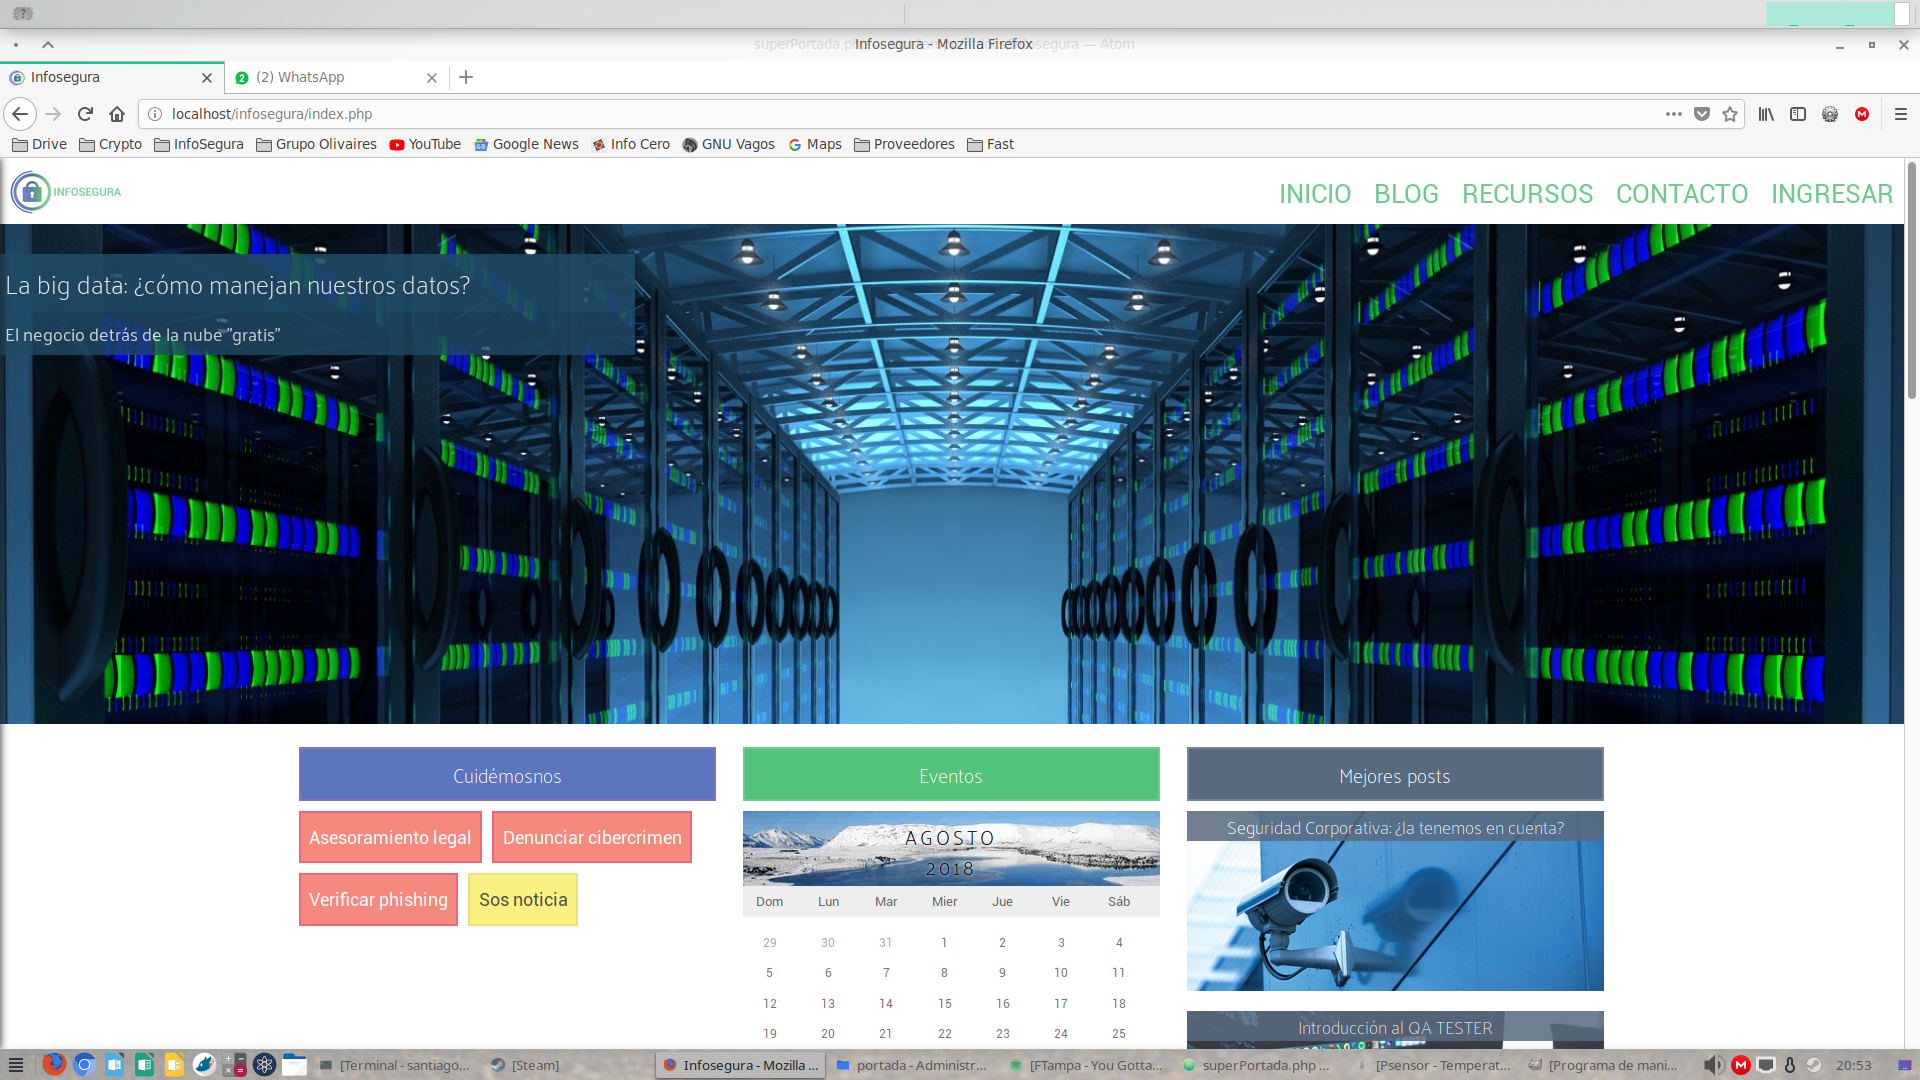 Infosegura - Mozilla Firefox
Infosegura
(2) WhatsApp
localhost/infosegura/index.php
Drive
Crypto
InfoSegura
Grupo Olivaires
YouTube
Google News
Info Cero
GNU Vagos
Maps
Proveedores
Fast
INFOSEGURA
INICIO
BLOG
RECURSOS
CONTACTO
INGRESAR
La big data: ¿cómo manejan nuestros datos?
El negocio detrás de la nube "gratis"
Cuidémosnos
Eventos
Mejores posts
Asesoramiento legal
Denunciar cibercrimen
Verificar phishing
Sos noticia
AGOSTO
2018
Dom Lun Mar Mier Jue Vie Sáb
29 30 31 1 2 3 4
5 6 7 8 9 10 11
12 13 14 15 16 17 18
19 20 21 22 23 24 25
Seguridad Corporativa: ¿la tenemos en cuenta?
Introducción al QA TESTER
[Terminal - santiago...
[Steam]
Infosegura - Mozilla ...
portada - Administr...
[FTampa - You Gotta...
superPortada.php ...
[Psensor - Temperat...
[Programa de mani...
20:53